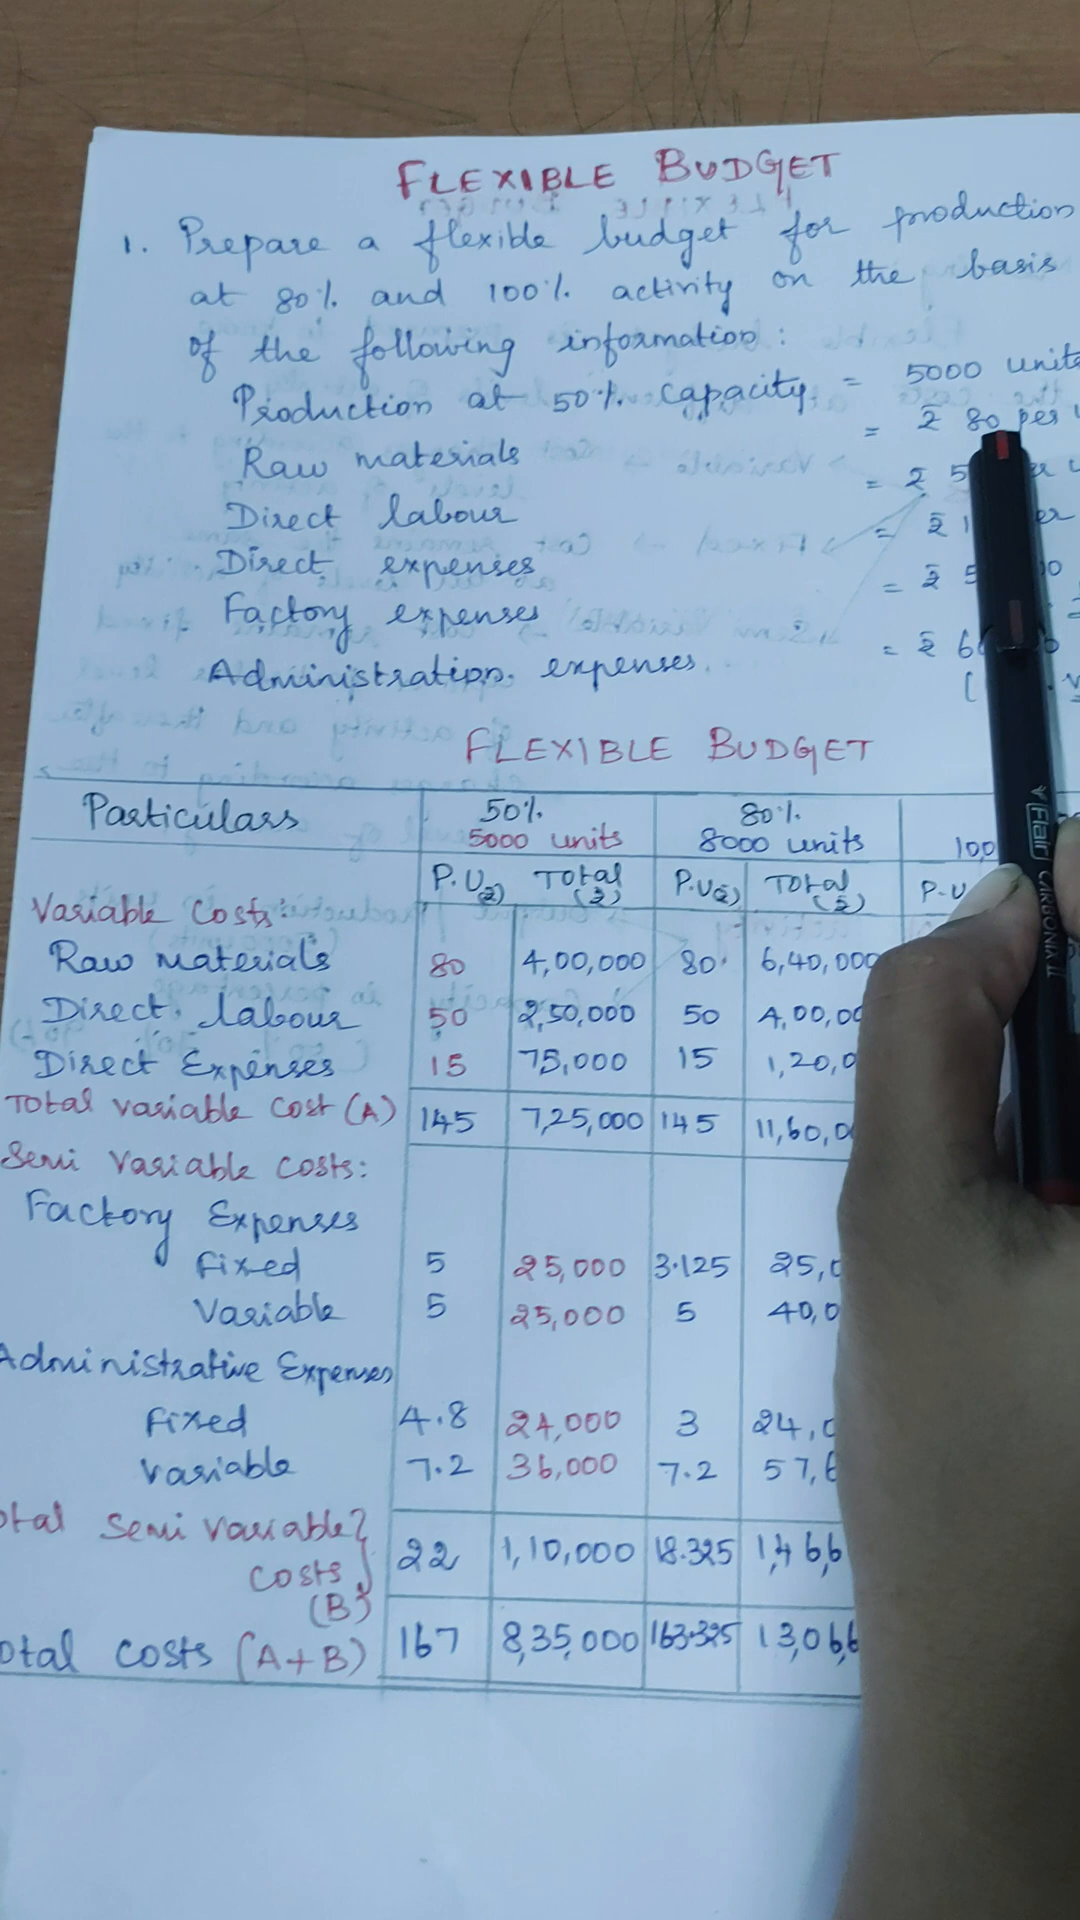 FLEXIBLE BUDGET
1. Prepare a flexible budget for production
at 80% and 100% activity on the basis
of the following information:
Production at 50% capacity = 5000 units
Raw materials = ₹ 80 per
Direct labour = ₹ 5
Direct expenses = ₹ 1
Factory expenses = ₹ 5
Administration expenses = ₹ 6
FLEXIBLE BUDGET
Particulars 50% 80%
5000 units 8000 units 100
P.U(₹) Total (₹) P.U(₹) Total (₹) P.U
Variable Costs:
Raw Materials 80 4,00,000 80 6,40,000
Direct labour 50 2,50,000 50 4,00,00
Direct Expenses 15 75,000 15 1,20,0
Total variable cost (A) 145 7,25,000 145 11,60,0
Semi Variable Costs:
Factory Expenses
Fixed 5 25,000 3.125 25,0
Variable 5 25,000 5 40,0
Administrative Expenses
Fixed 4.8 24,000 3 24,0
Variable 7.2 36,000 7.2 57,6
otal Semi Variable
Costs 22 1,10,000 18.325 1,46,6
(B)
otal costs (A+B) 167 8,35,000 163.325 13,06,6
Flair CARBONIX II